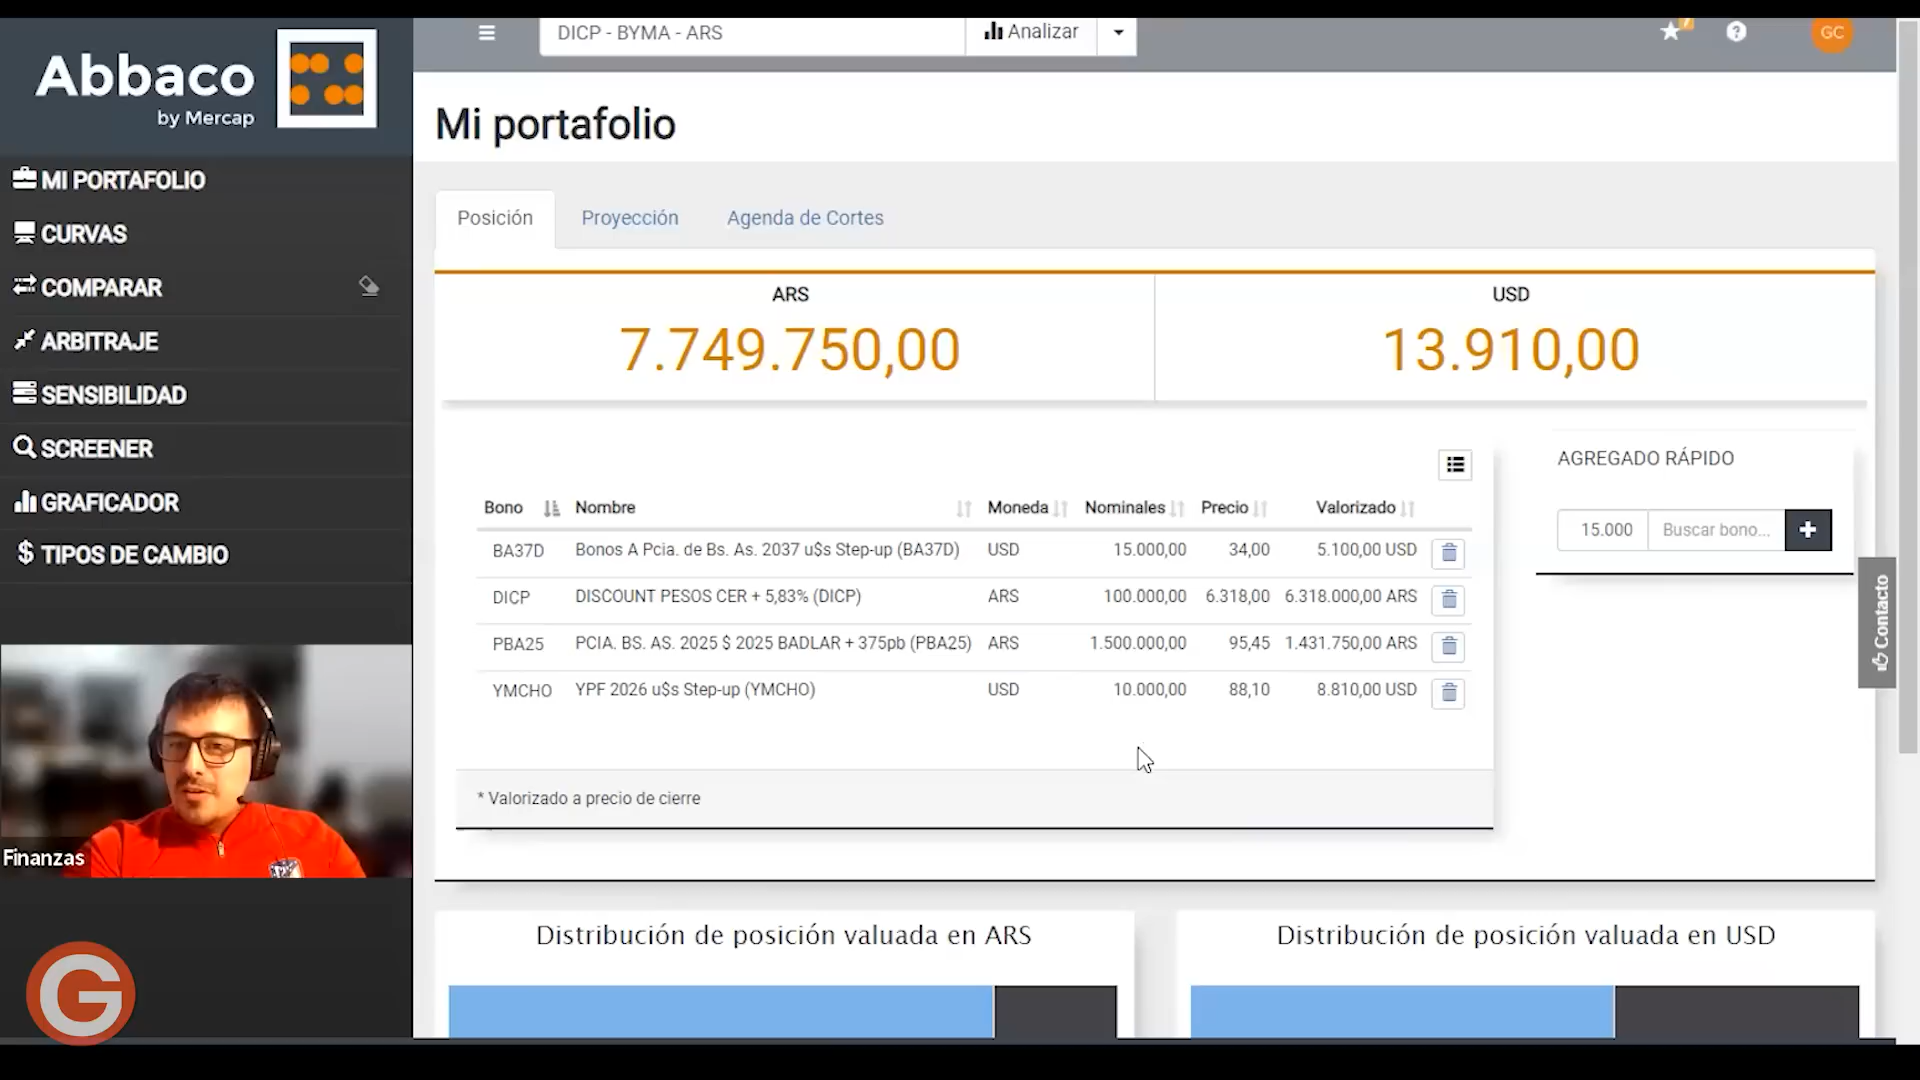 Abbaco
by Mercap
MI PORTAFOLIO
CURVAS
COMPARAR
ARBITRAJE
SENSIBILIDAD
SCREENER
GRAFICADOR
$ TIPOS DE CAMBIO
Finanzas
G
DICP - BYMA - ARS
Analizar
7
?
GC
Mi portafolio
Posición
Proyección
Agenda de Cortes
ARS
7.749.750,00
USD
13.910,00
Bono Nombre Moneda Nominales Precio Valorizado
BA37D Bonos A Pcia. de Bs. As. 2037 u$s Step-up (BA37D) USD 15.000,00 34,00 5.100,00 USD
DICP DISCOUNT PESOS CER + 5,83% (DICP) ARS 100.000,00 6.318,00 6.318.000,00 ARS
PBA25 PCIA. BS. AS. 2025 $ 2025 BADLAR + 375pb (PBA25) ARS 1.500.000,00 95,45 1.431.750,00 ARS
YMCHO YPF 2026 u$s Step-up (YMCHO) USD 10.000,00 88,10 8.810,00 USD
* Valorizado a precio de cierre
AGREGADO RÁPIDO
15.000 Buscar bono... +
Contacto
Distribución de posición valuada en ARS
Distribución de posición valuada en USD